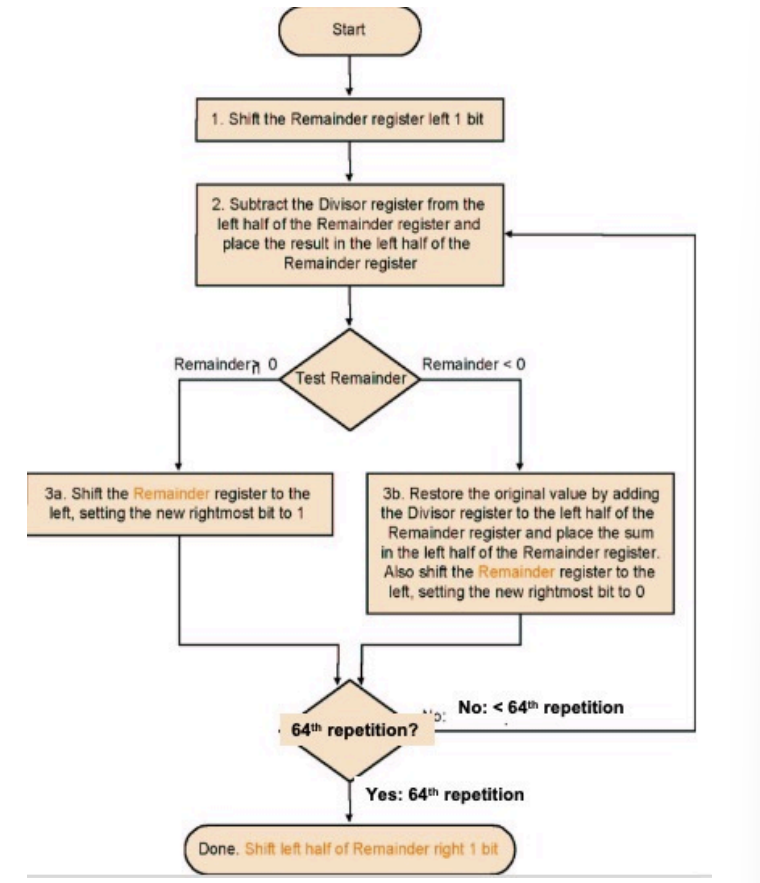 Start
1. Shift the Remainder register left 1 bit
2. Subtract the Divisor register from the
left half of the Remainder register and
place the result in the left half of the
Remainder register
Remainder ≥ 0
Test Remainder
Remainder < 0
3a. Shift the Remainder register to the
left, setting the new rightmost bit to 1
3b. Restore the original value by adding
the Divisor register to the left half of the
Remainder register and place the sum
in the left half of the Remainder register.
Also shift the Remainder register to the
left, setting the new rightmost bit to 0
64th repetition?
No: < 64th repetition
Yes: 64th repetition
Done. Shift left half of Remainder right 1 bit